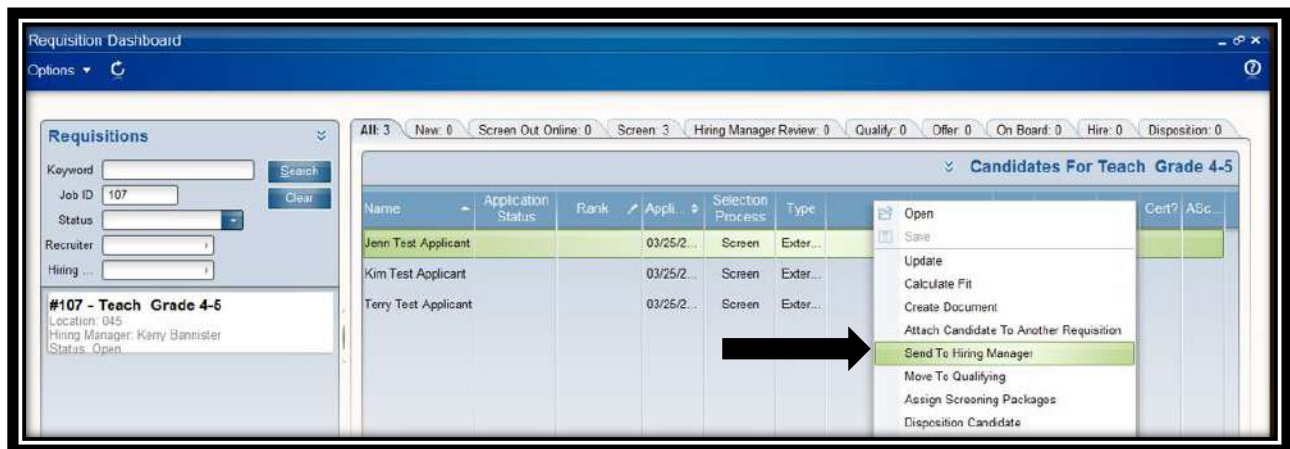 Requisition Dashboard
Options
Requisitions
Keyword
Search
Job ID 107
Clear
Status
Recruiter
Hiring ...
#107 - Teach Grade 4-5
Location: 045
Hiring Manager: Kerry Bannister
Status: Open
All: 3 New: 0 Screen Out Online: 0 Screen: 3 Hiring Manager Review: 0 Qualify: 0 Offer: 0 On Board: 0 Hire: 0 Disposition: 0
Candidates For Teach Grade 4-5
Name Application Status Rank Appli... Selection Process Type Cert? ASc...
Jenn Test Applicant 03/25/2... Screen Exter...
Kim Test Applicant 03/25/2... Screen Exter...
Terry Test Applicant 03/25/2... Screen Exter...
Open
Save
Update
Calculate Fit
Create Document
Attach Candidate To Another Requisition
Send To Hiring Manager
Move To Qualifying
Assign Screening Packages
Disposition Candidate